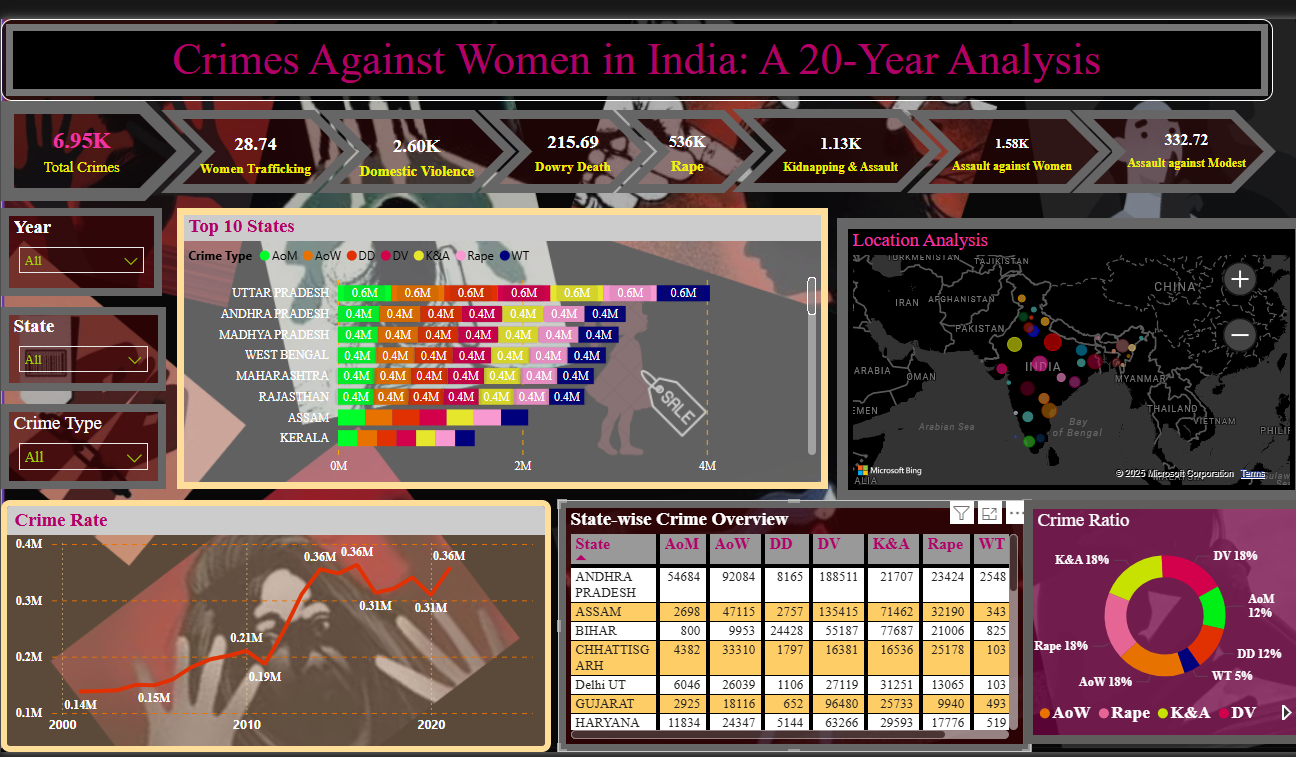 Crimes Against Women in India: A 20-Year Analysis
6.95K
Total Crimes
28.74
Women Trafficking
2.60K
Domestic Violence
215.69
Dowry Death
536K
Rape
1.13K
Kidnapping & Assault
1.58K
Assault against Women
332.72
Assault against Modest
Year
All
State
All
Crime Type
All
Top 10 States
Crime Type AoM AoW DD DV K&A Rape WT
UTTAR PRADESH 0.6M 0.6M 0.6M 0.6M 0.6M 0.6M 0.6M
ANDHRA PRADESH 0.4M 0.4M 0.4M 0.4M 0.4M 0.4M 0.4M
MADHYA PRADESH 0.4M 0.4M 0.4M 0.4M 0.4M 0.4M 0.4M
WEST BENGAL 0.4M 0.4M 0.4M 0.4M 0.4M 0.4M 0.4M
MAHARASHTRA 0.4M 0.4M 0.4M 0.4M 0.4M 0.4M 0.4M
RAJASTHAN 0.4M 0.4M 0.4M 0.4M 0.4M 0.4M 0.4M
ASSAM
KERALA
0M 2M 4M
SALE
Location Analysis
TURKMENISTAN TAJIKISTAN
CHINA
IRAN AFGHANISTAN
PAKISTAN
ARABIA OMAN INDIA MYANMAR
EMEN THAILAND
VIETNAM
Arabian Sea Bay
of Bengal PHILIP
Microsoft Bing
© 2025 Microsoft Corporation Terms
ALIA
Crime Rate
0.4M
0.3M
0.2M
0.1M
0.14M
0.15M
0.21M
0.19M
0.36M
0.36M
0.31M
0.31M
0.36M
2000 2010 2020
State-wise Crime Overview
State AoM AoW DD DV K&A Rape WT
ANDHRA
PRADESH 54684 92084 8165 188511 21707 23424 2548
ASSAM 2698 47115 2757 135415 71462 32190 343
BIHAR 800 9953 24428 55187 77687 21006 825
CHHATTISG
ARH 4382 33310 1797 16381 16536 25178 103
Delhi UT 6046 26039 1106 27119 31251 13065 103
GUJARAT 2925 18116 652 96480 25733 9940 493
HARYANA 11834 24347 5144 63266 29593 17776 519
Crime Ratio
K&A 18%
DV 18%
AoM
12%
Rape 18%
DD 12%
WT 5%
AoW 18%
AoW Rape K&A DV